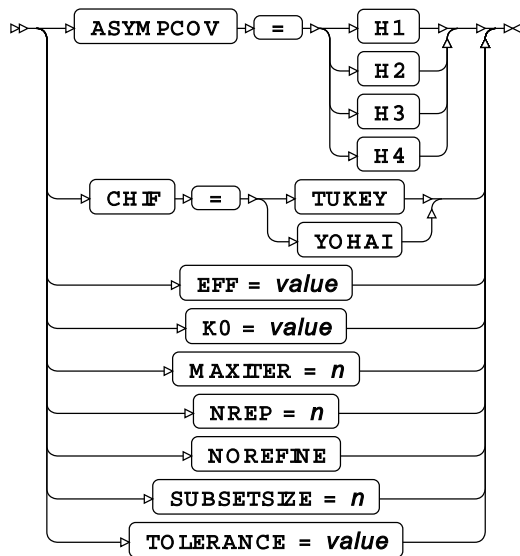 ASYMPCOV = H1
H2
H3
H4
CHIF = TUKEY
YOHAI
EFF = value
K0 = value
MAXITER = n
NREP = n
NOREFINE
SUBSETSIZE = n
TOLERANCE = value